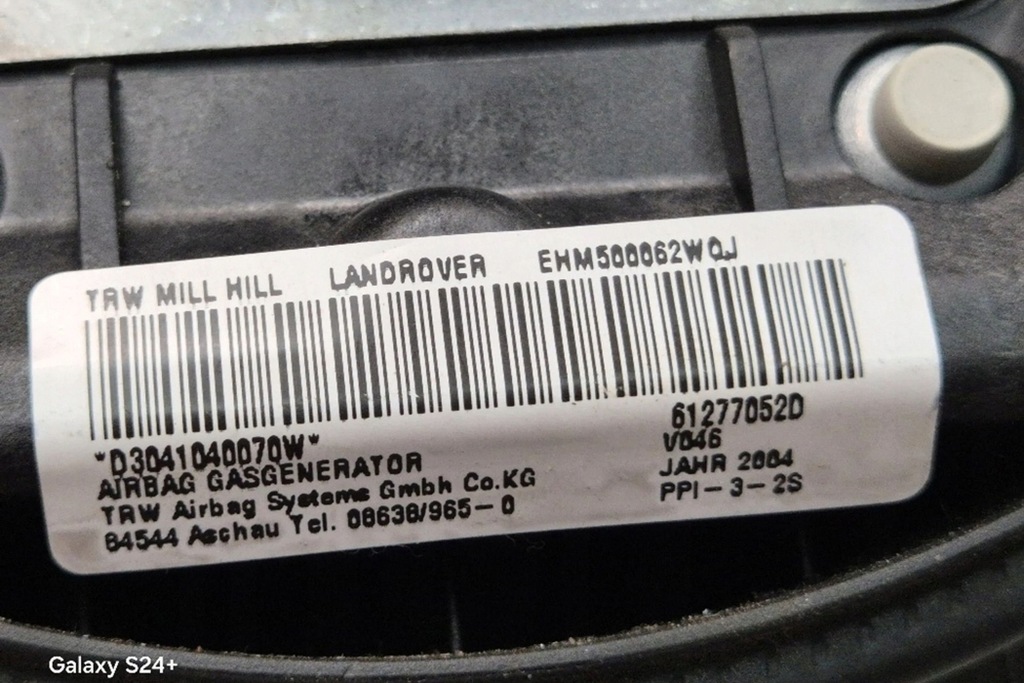 TRW MILL HILL LANDROVER EHM500062WQJ
*D3041040070W* 61277052D
AIRBAG GASGENERATOR V046
TRW Airbag Systems Gmbh Co.KG JAHR 2004
84544 Aschau Tel. 08638/965-0 PPI-3-2S
Galaxy S24+